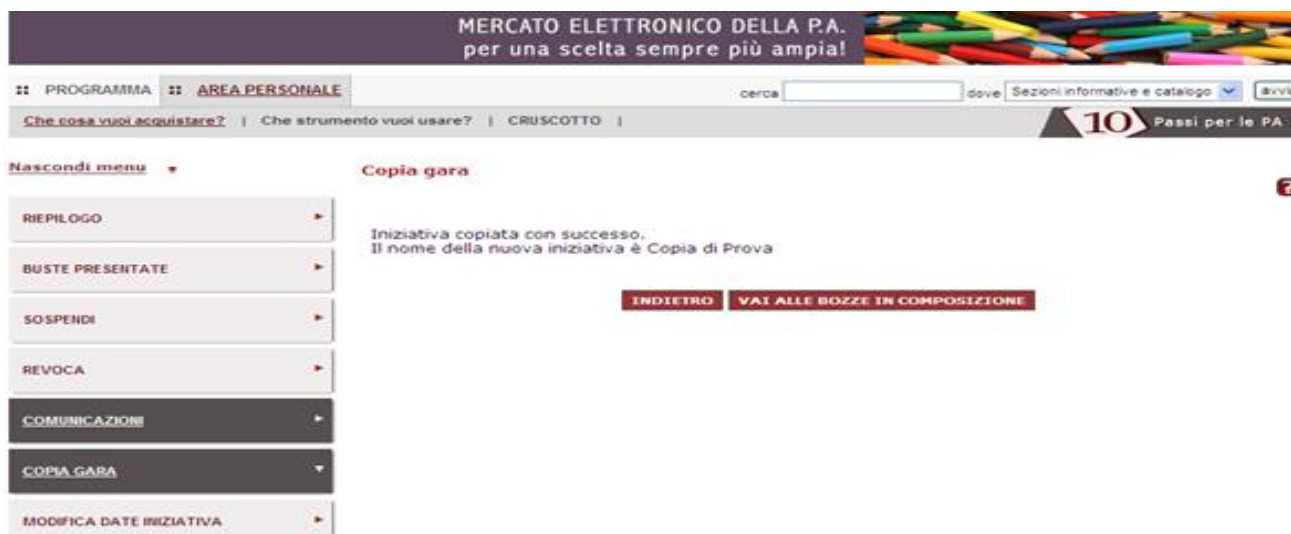 MERCATO ELETTRONICO DELLA P.A.
per una scelta sempre più ampia!
PROGRAMMA AREA PERSONALE
cerca dove Sezioni informative e catalogo
Che cosa vuoi acquistare? | Che strumento vuoi usare? | CRUSCOTTO |
10 Passi per le PA
Nascondi menu
Copia gara
?
RIEPILOGO
Iniziativa copiata con successo.
Il nome della nuova iniziativa è Copia di Prova
BUSTE PRESENTATE
INDIETRO VAI ALLE BOZZE IN COMPOSIZIONE
SOSPENDI
REVOCA
COMUNICAZIONI
COPIA GARA
MODIFICA DATE INIZIATIVA